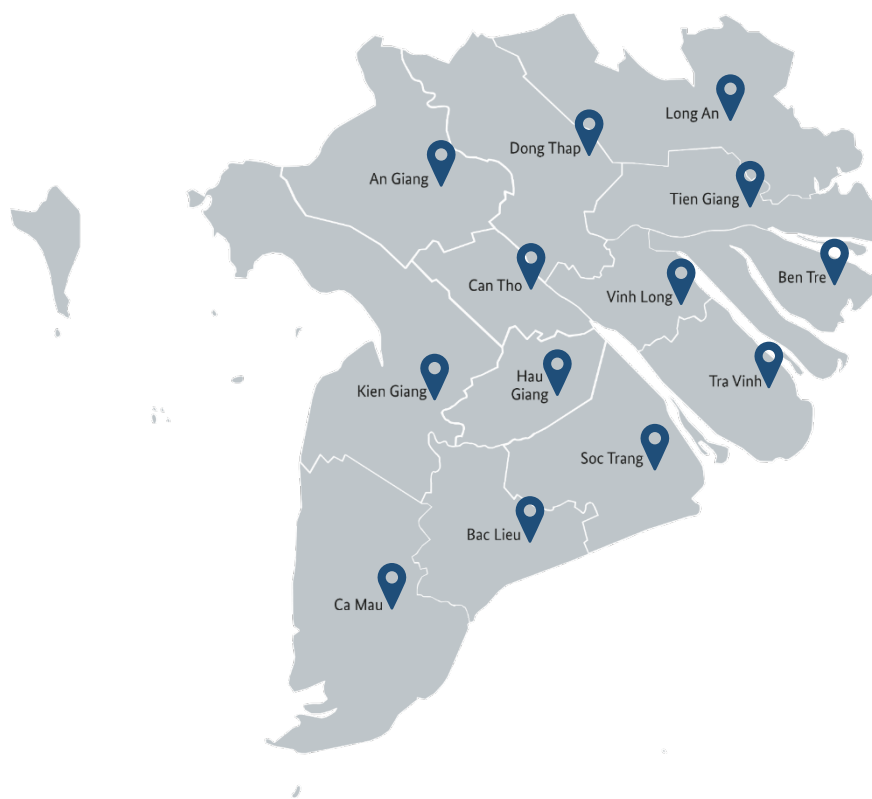 Long An
Dong Thap
An Giang
Tien Giang
Ben Tre
Can Tho
Vinh Long
Hau
Giang
Tra Vinh
Kien Giang
Soc Trang
Bac Lieu
Ca Mau